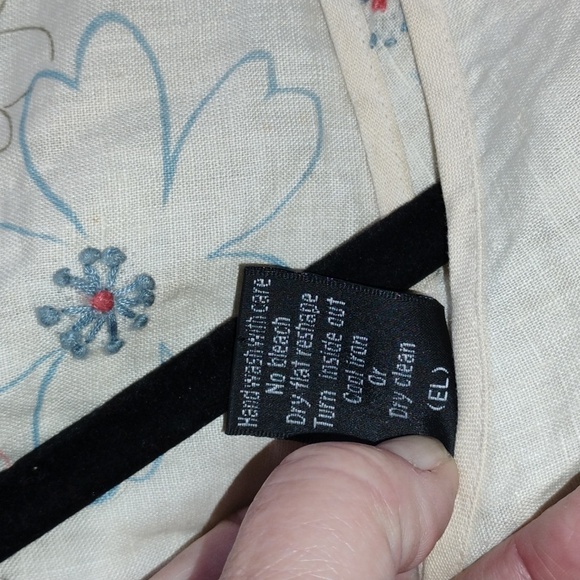 Hand wash with care
No bleach
Dry flat reshape
Turn inside out
Cool iron
Or
Dry clean
(EL)